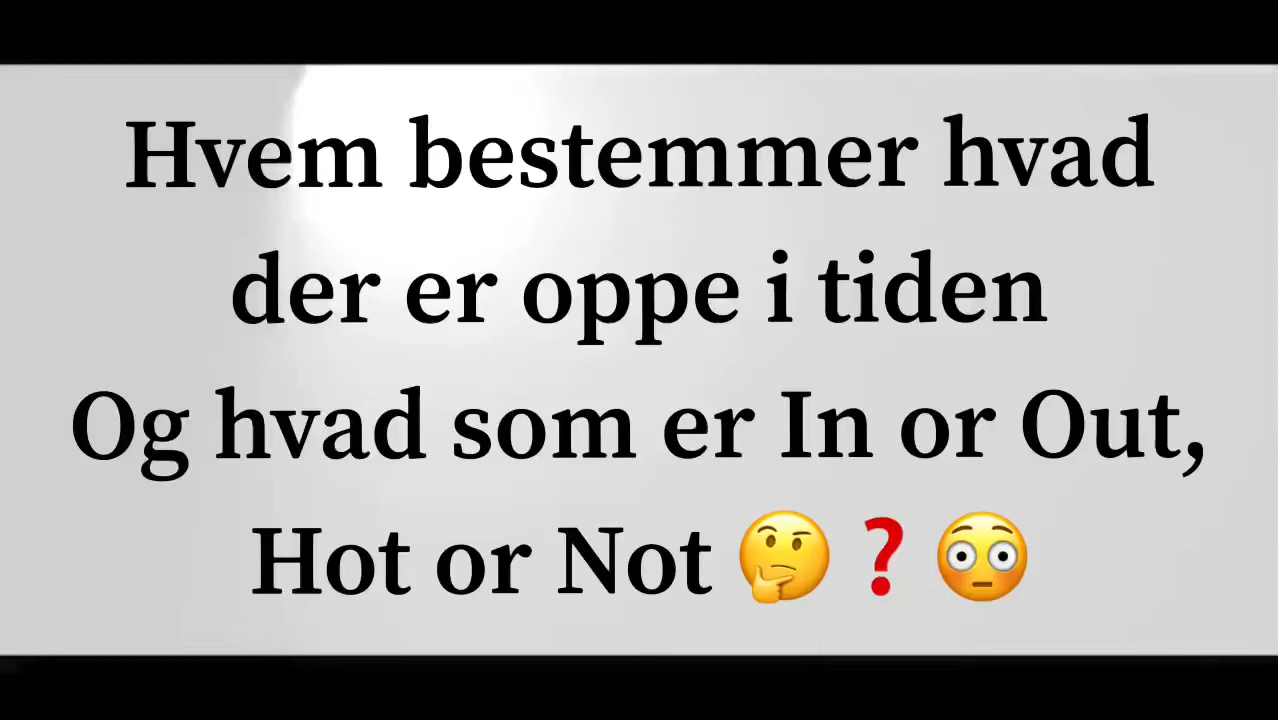 Hvem bestemmer hvad
der er oppe i tiden
Og hvad som er In or Out,
Hot or Not 🤔❓😳